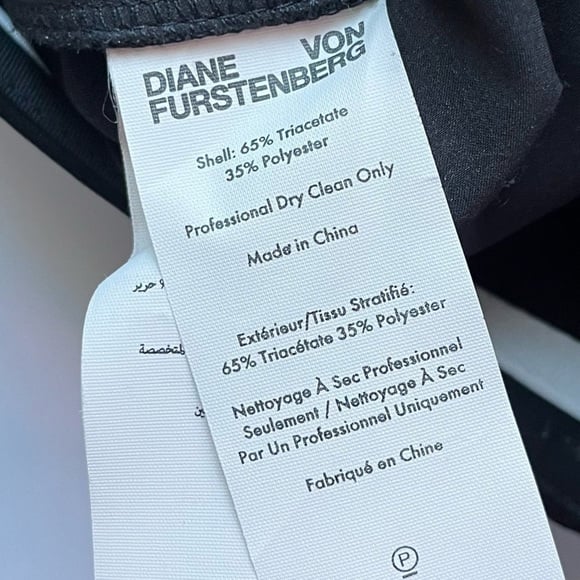 DIANE VON
FURSTENBERG
Shell: 65% Triacetate
35% Polyester
Professional Dry Clean Only
Made in China
Extérieur/Tissu Stratifié:
65% Triacétate 35% Polyester
Nettoyage À Sec Professionnel
Seulement / Nettoyage À Sec
Par Un Professionnel Uniquement
Fabriqué en Chine
P
و حرير